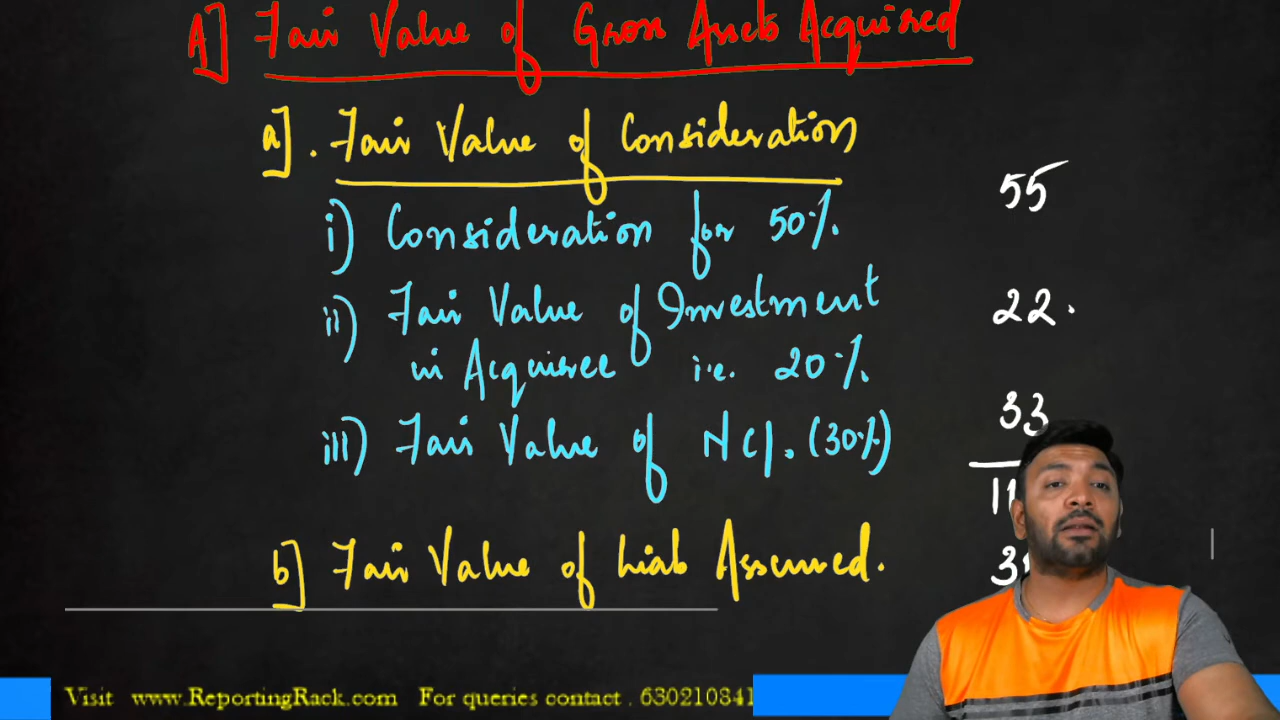 A] Fair Value of Gross Assets Acquired
a]. Fair Value of Consideration
55
i) Consideration for 50%.
ii) Fair Value of Investment
22.
in Acquiree i.e. 20%.
33
iii) Fair Value of NCI. (30%)
b] Fair Value of Liab Assumed.
Visit www.ReportingRack.com For queries contact . 63021084